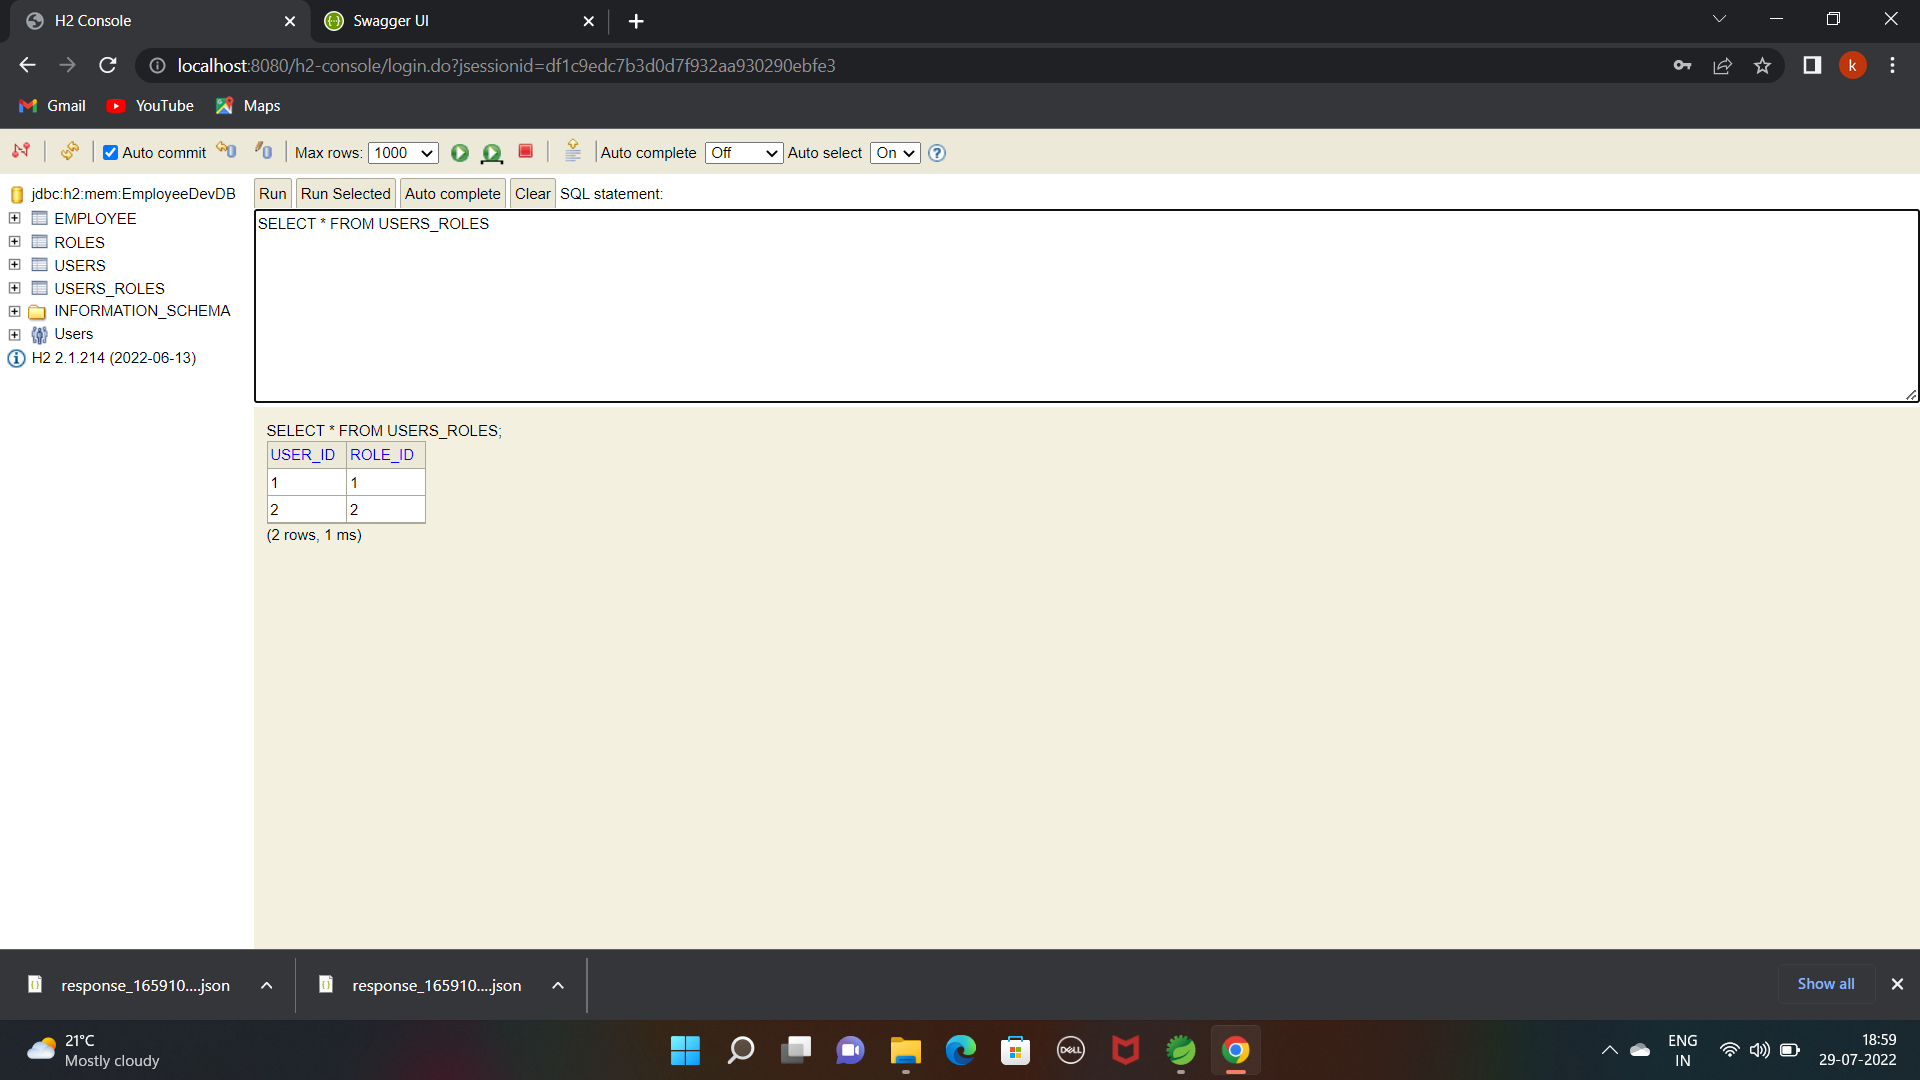 H2 Console
Swagger UI
localhost:8080/h2-console/login.do?jsessionid=df1c9edc7b3d0d7f932aa930290ebfe3
k
Gmail
YouTube
Maps
Auto commit
Max rows: 1000
Auto complete Off
Auto select On
?
jdbc:h2:mem:EmployeeDevDB
EMPLOYEE
ROLES
USERS
USERS_ROLES
INFORMATION_SCHEMA
Users
H2 2.1.214 (2022-06-13)
Run
Run Selected
Auto complete
Clear
SQL statement:
SELECT * FROM USERS_ROLES
SELECT * FROM USERS_ROLES;
USER_ID ROLE_ID
1 1
2 2
(2 rows, 1 ms)
response_165910....json
response_165910....json
Show all
21°C
Mostly cloudy
DELL
ENG
IN
18:59
29-07-2022